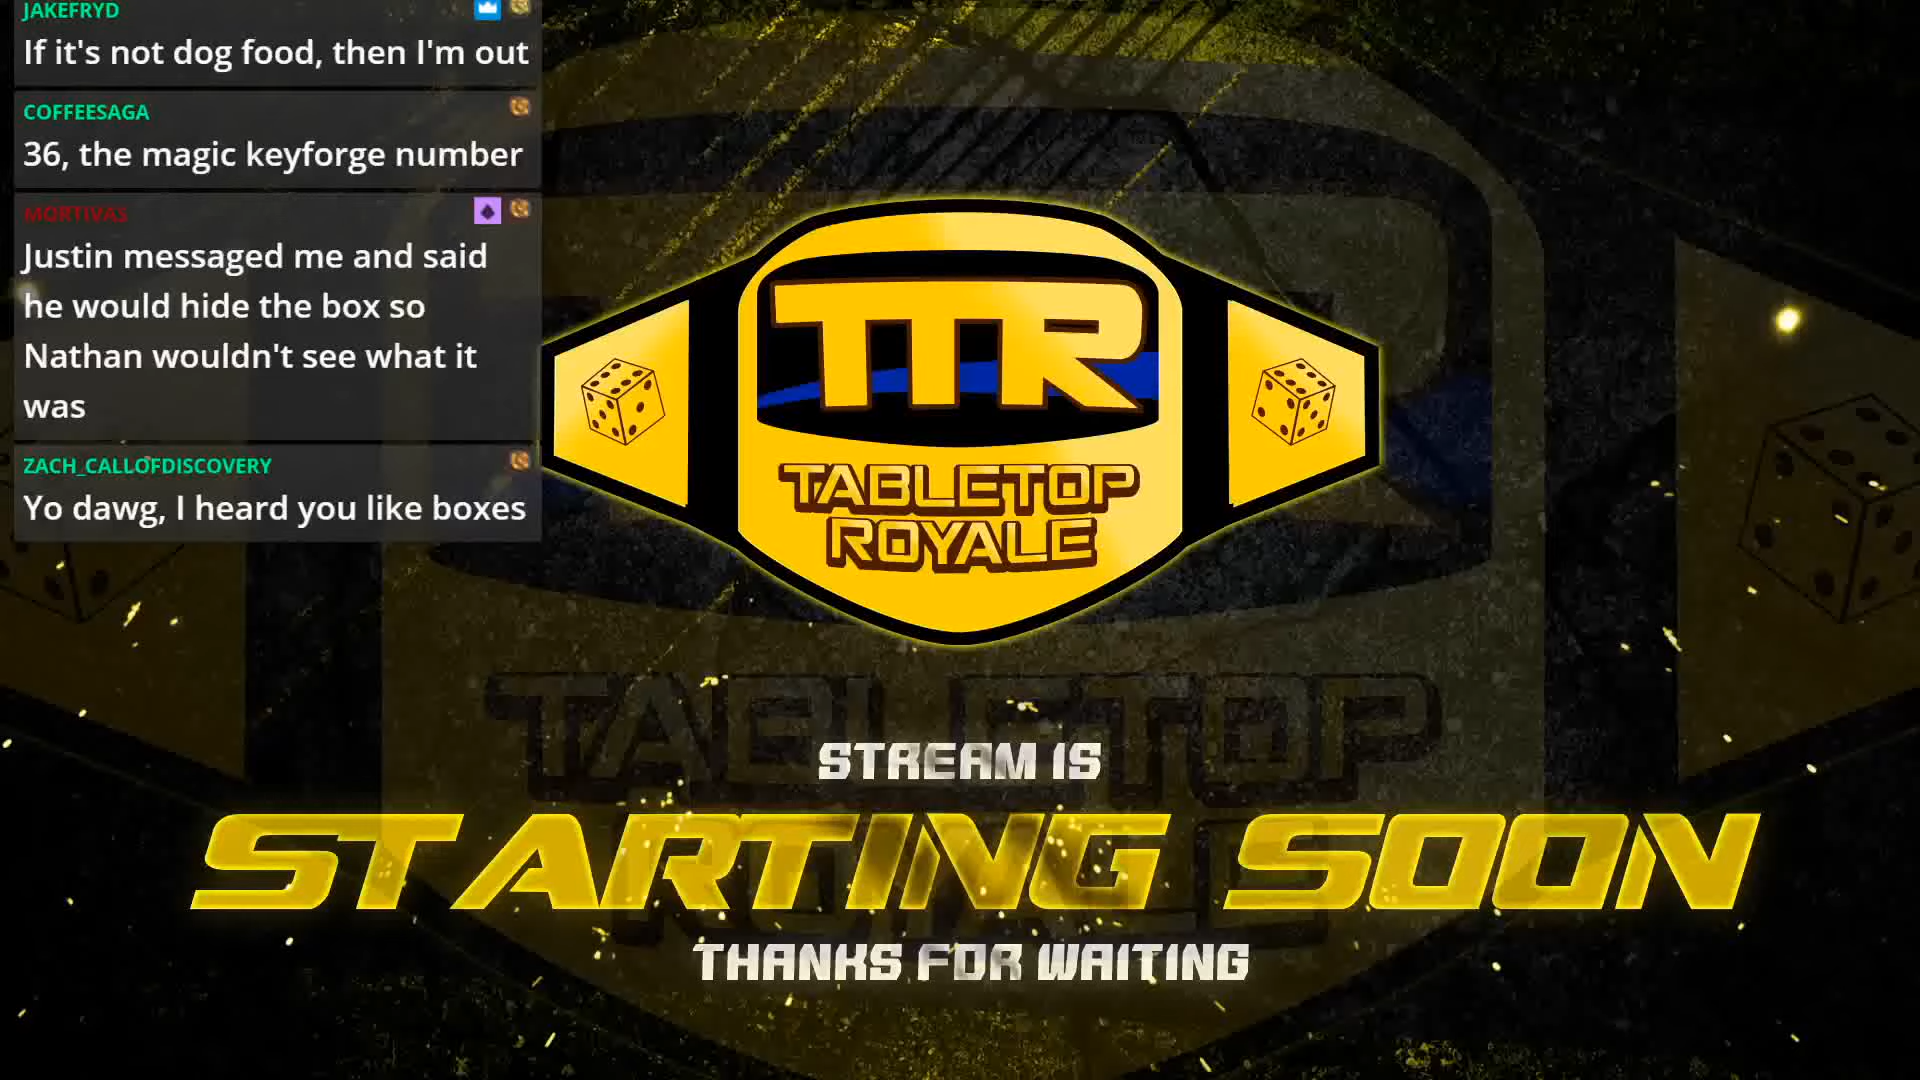 JAKEFRYD
If it's not dog food, then I'm out
COFFEESAGA
36, the magic keyforge number
MORTIVAS
Justin messaged me and said
he would hide the box so
Nathan wouldn't see what it
was
ZACH_CALLOFDISCOVERY
Yo dawg, I heard you like boxes
TTR
TABLETOP
ROYALE
TABLETOP
ROYALE
STREAM IS
STARTING SOON
THANKS FOR WAITING